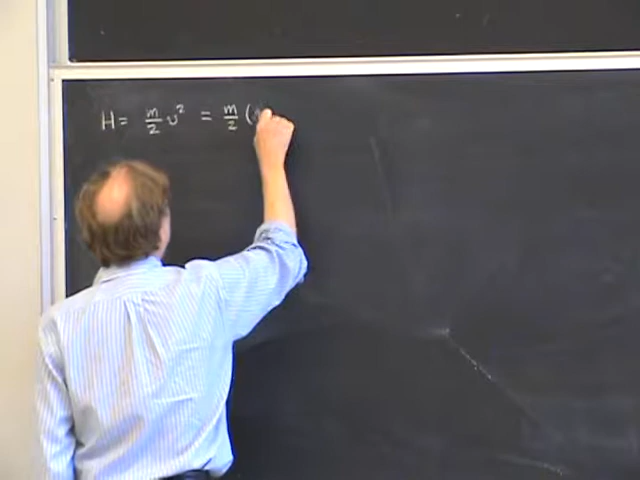 H = m/2 v² = m/2 (